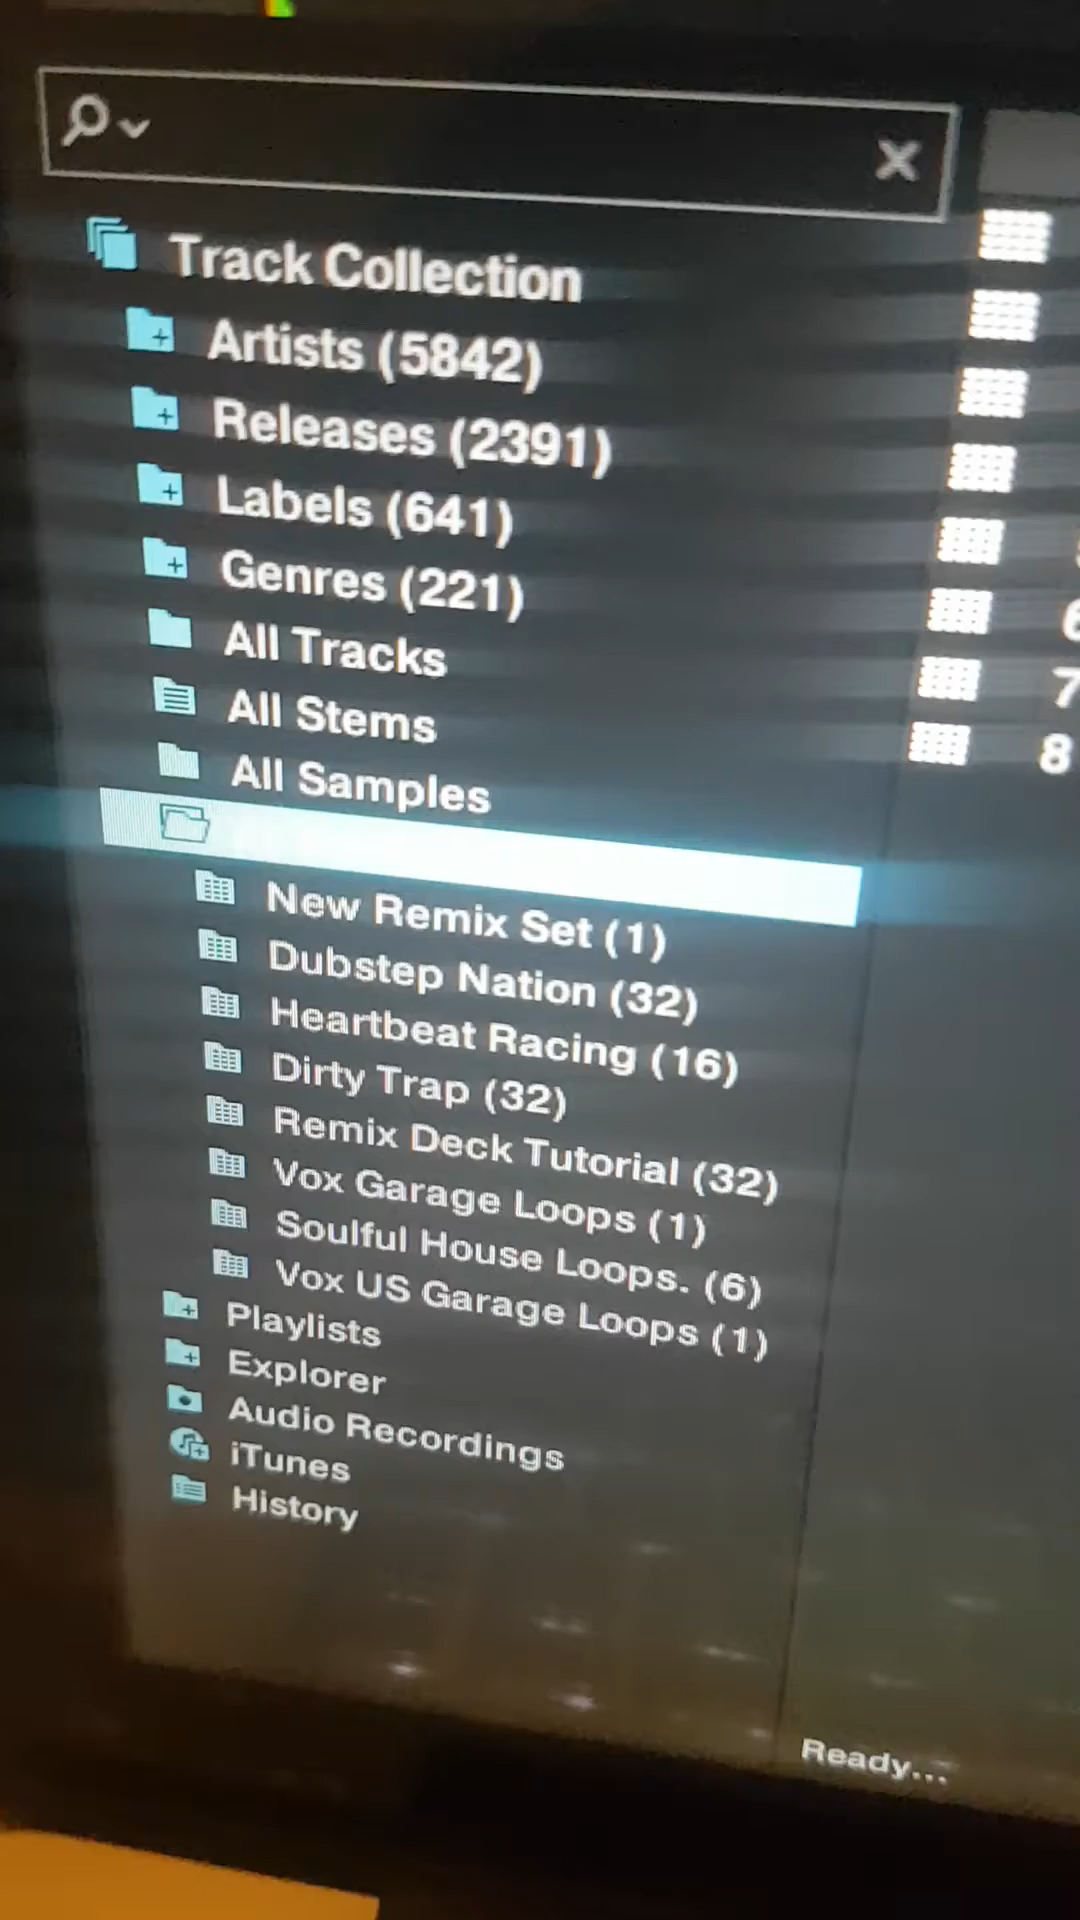 Track Collection
Artists (5842)
Releases (2391)
Labels (641)
Genres (221)
All Tracks
All Stems
All Samples
New Remix Set (1)
Dubstep Nation (32)
Heartbeat Racing (16)
Dirty Trap (32)
Remix Deck Tutorial (32)
Vox Garage Loops (1)
Soulful House Loops. (6)
Vox US Garage Loops (1)
Playlists
Explorer
Audio Recordings
iTunes
History
6
7
8
Ready...